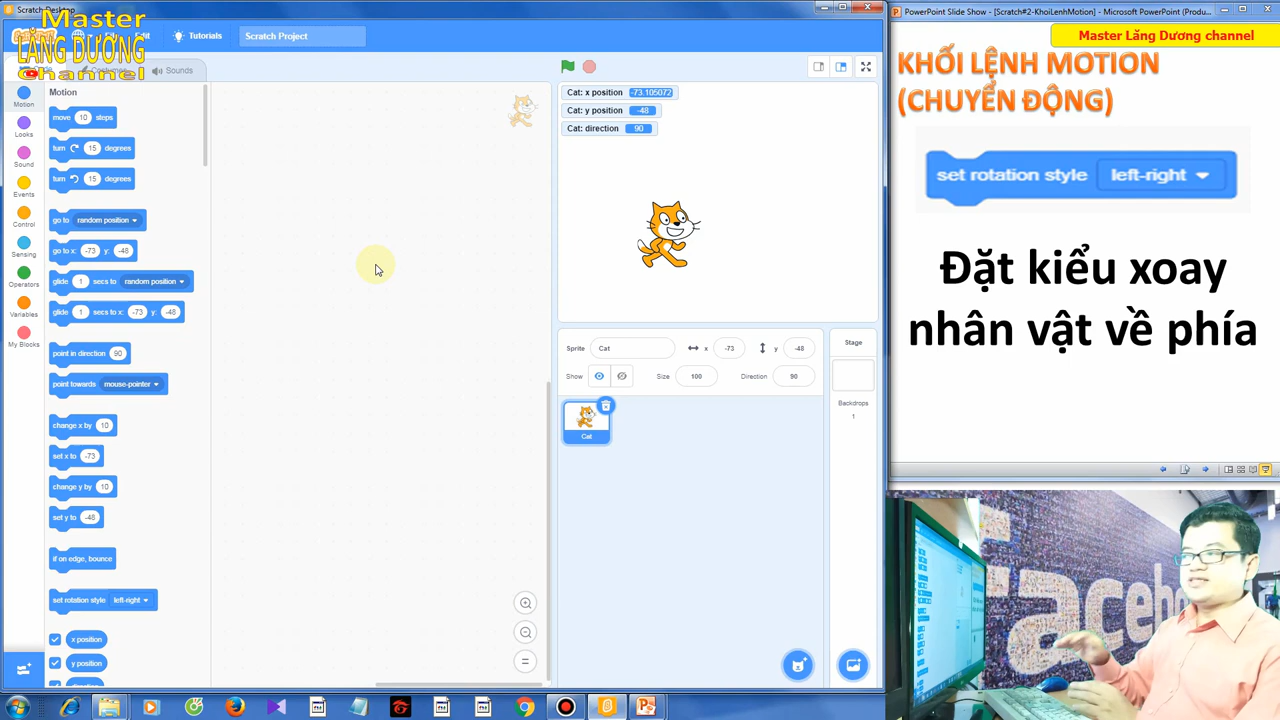 Scratch Desktop
Master
LĂNG DƯƠNG
Channel
Edit
Tutorials
Scratch Project
Sounds
Motion
Looks
Sound
Events
Control
Sensing
Operators
Variables
My Blocks
Motion
move 10 steps
turn 15 degrees
turn 15 degrees
go to random position
go to x: -73 y: -48
glide 1 secs to random position
glide 1 secs to x: -73 y: -48
point in direction 90
point towards mouse-pointer
change x by 10
set x to -73
change y by 10
set y to -48
if on edge, bounce
set rotation style left-right
x position
y position
Cat: x position -73.105072
Cat: y position -48
Cat: direction 90
Sprite Cat x -73 y -48
Show Size 100 Direction 90
Cat
Stage
Backdrops
1
PowerPoint Slide Show - [Scratch#2-KhoiLenhMotion] - Microsoft PowerPoint (Produ...
Master Lăng Dương channel
KHỐI LỆNH MOTION
(CHUYỂN ĐỘNG)
set rotation style left-right
Đặt kiểu xoay
nhân vật về phía
facebo